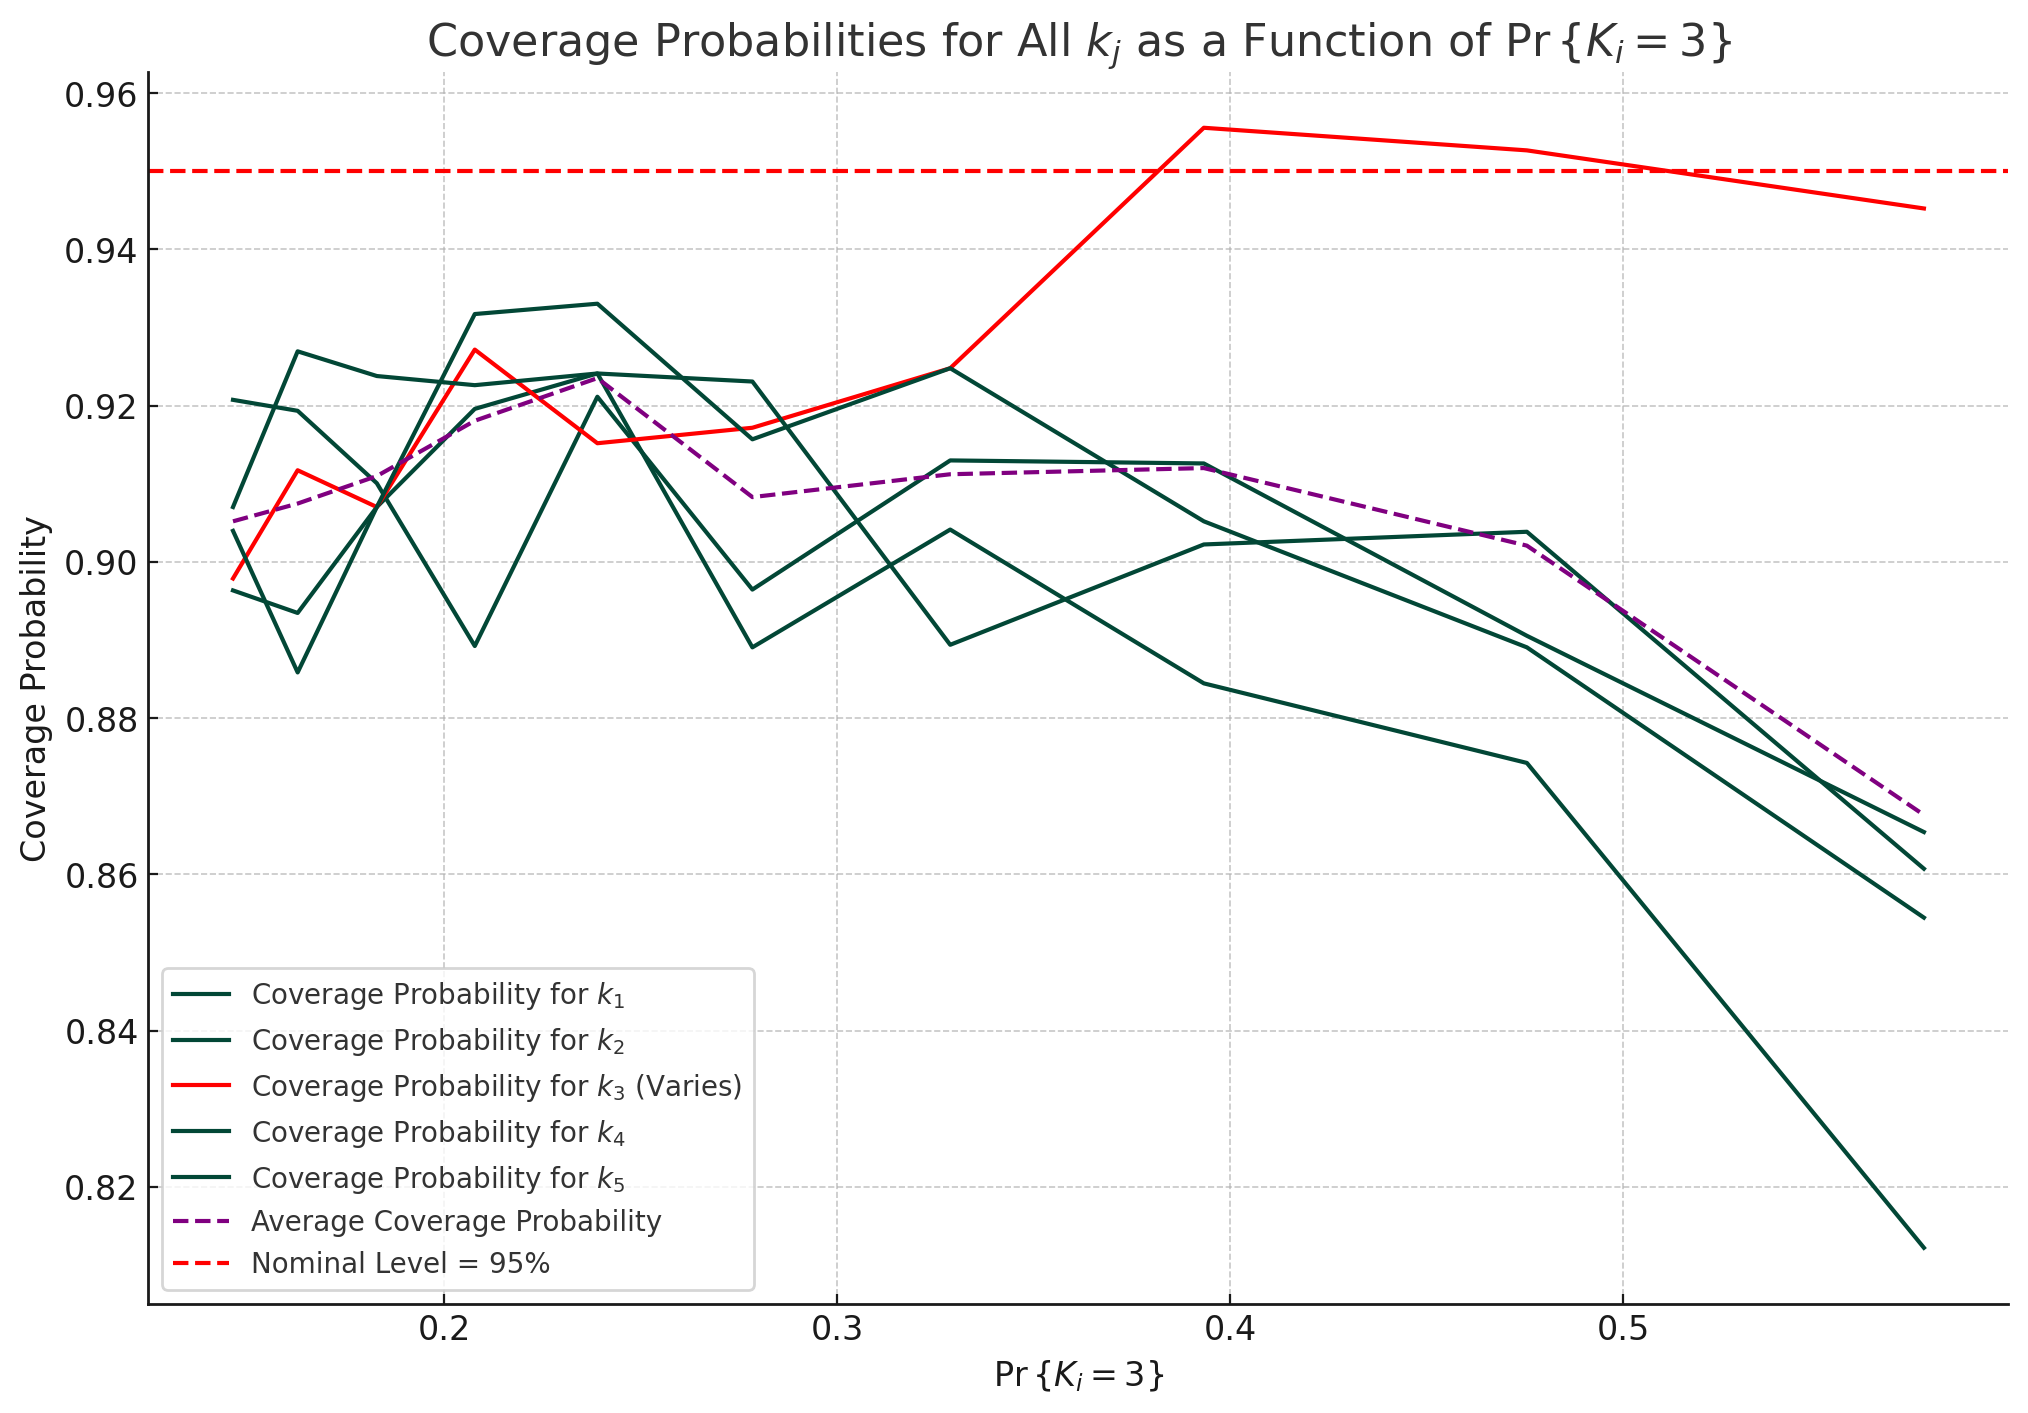 Coverage Probabilities for All $k_j$ as a Function of $\Pr\{K_i = 3\}$
0.96
0.94
0.92
0.90
0.88
0.86
0.84
0.82
Coverage Probability
Coverage Probability for $k_1$
Coverage Probability for $k_2$
Coverage Probability for $k_3$ (Varies)
Coverage Probability for $k_4$
Coverage Probability for $k_5$
Average Coverage Probability
Nominal Level = 95%
0.2 0.3 0.4 0.5
$\Pr\{K_i = 3\}$